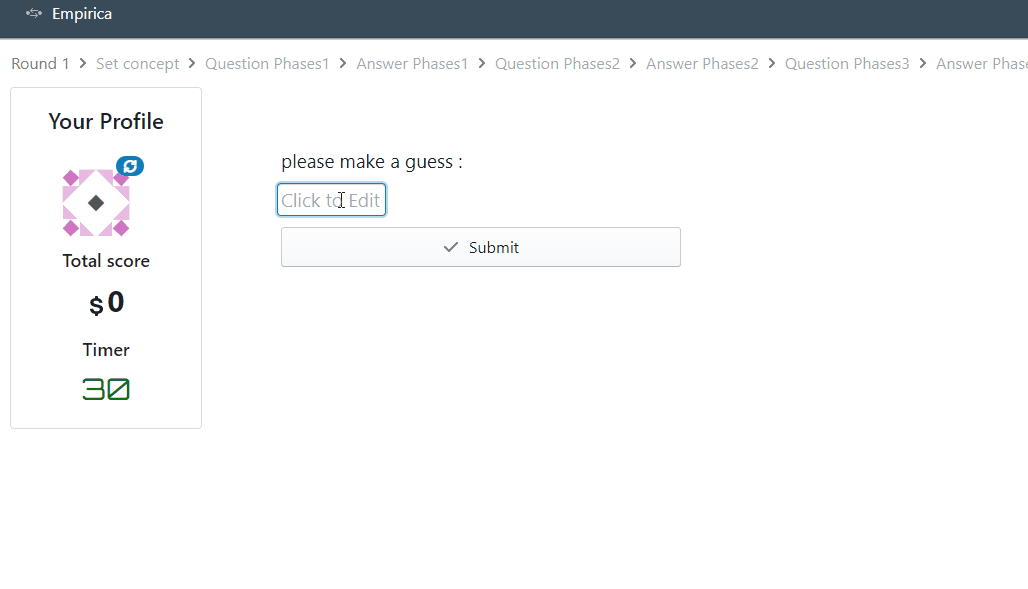 Empirica
Round 1 > Set concept > Question Phases1 > Answer Phases1 > Question Phases2 > Answer Phases2 > Question Phases3 > Answer Phase
Your Profile
please make a guess :
Click to Edit
Submit
Total score
$0
Timer
30